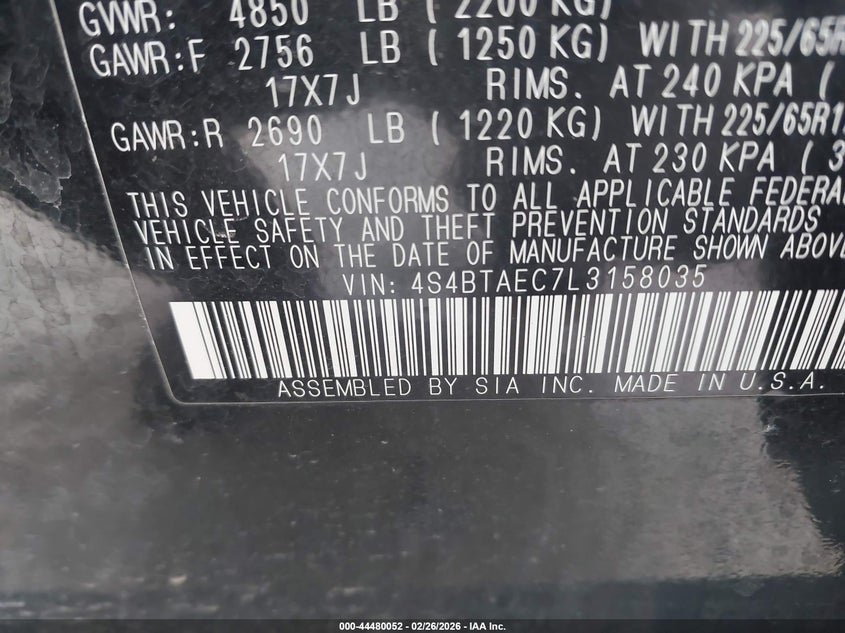 GVWR: 4850 LB ( 2200 KG)
GAWR:F 2756 LB ( 1250 KG) WITH 225/65R
17X7J RIMS. AT 240 KPA (
GAWR:R 2690 LB ( 1220 KG) WITH 225/65R1
17X7J RIMS. AT 230 KPA ( 3
THIS VEHICLE CONFORMS TO ALL APPLICABLE FEDERA
VEHICLE SAFETY AND THEFT PREVENTION STANDARDS
IN EFFECT ON THE DATE OF MANUFACTURE SHOWN ABOVE
VIN: 4S4BTAEC7L3158035
ASSEMBLED BY SIA INC. MADE IN U.S.A.
000-44480052 - 02/26/2026 - IAA Inc.